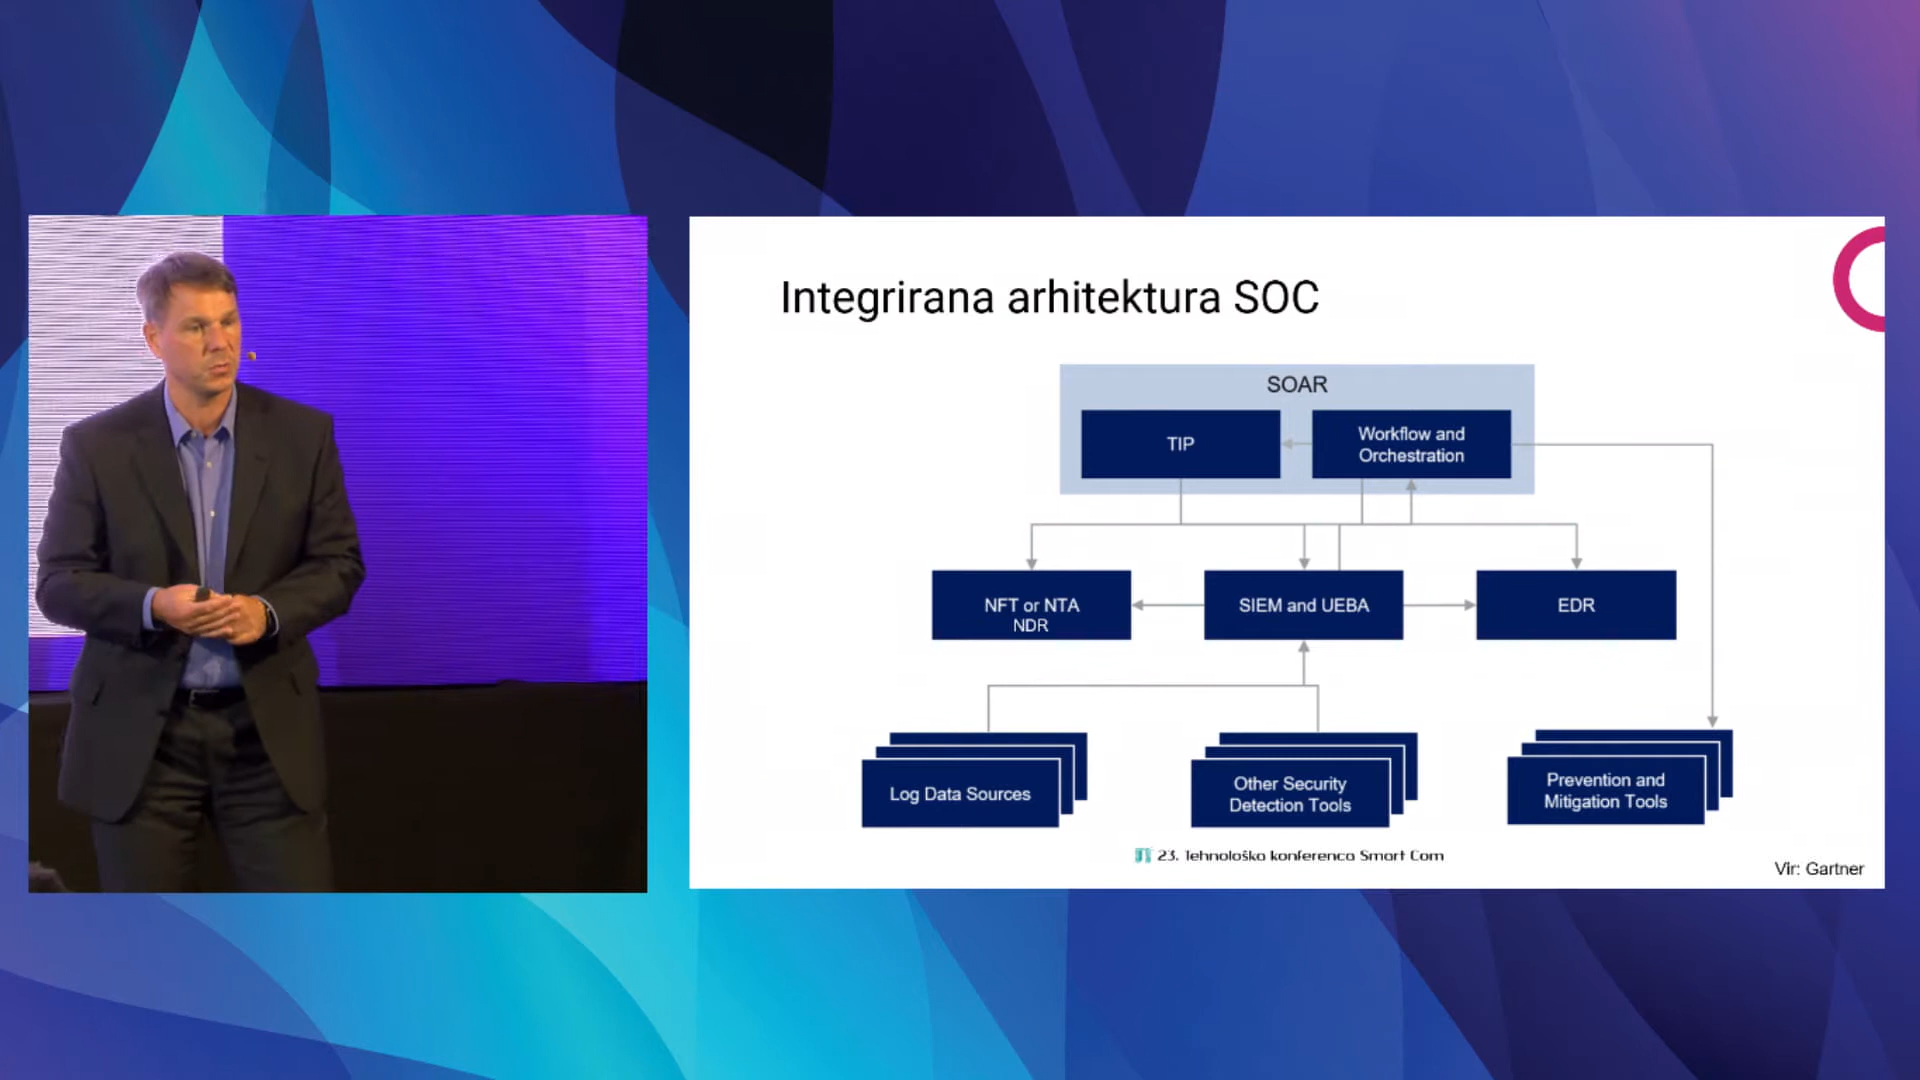 Integrirana arhitektura SOC
SOAR
TIP
Workflow and
Orchestration
NFT or NTA
NDR
SIEM and UEBA
EDR
Log Data Sources
Other Security
Detection Tools
Prevention and
Mitigation Tools
23. Tehnološka konferenca Smart Com
Vir: Gartner